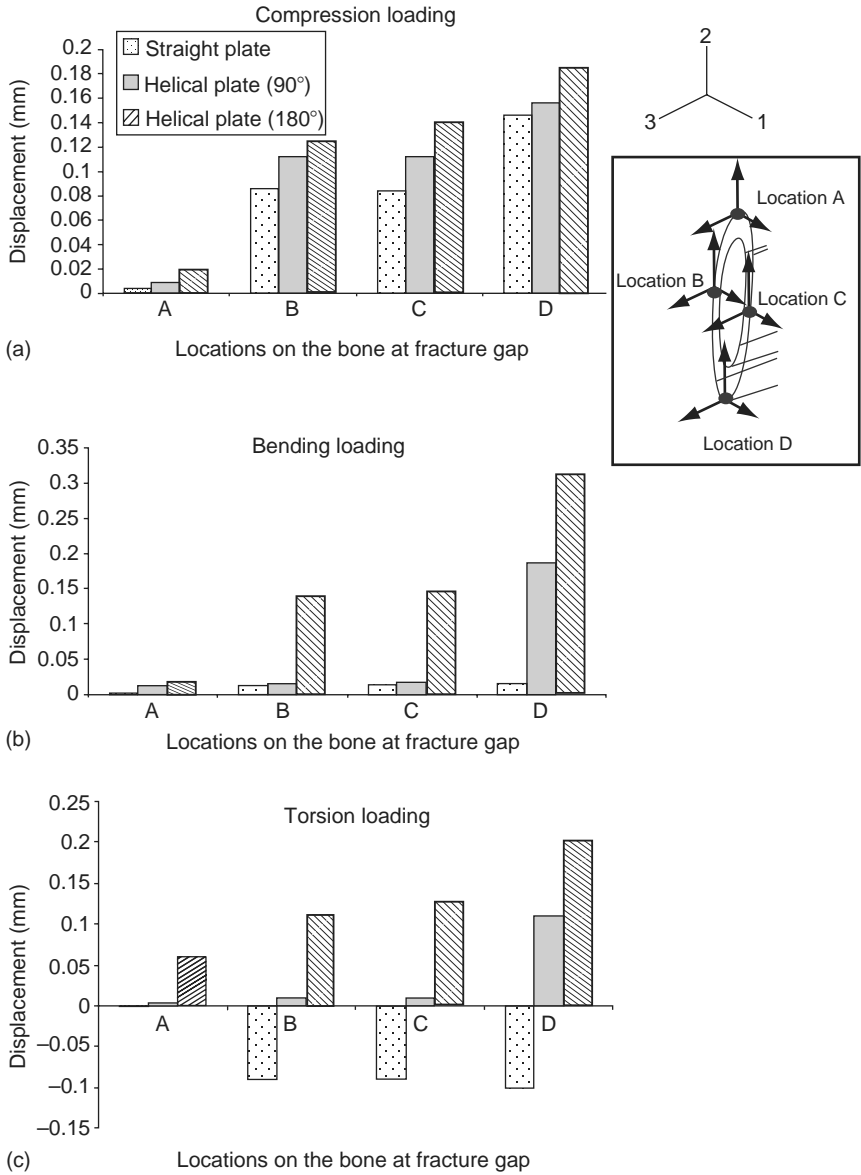 Compression loading
Displacement (mm)
0.2
0.18
0.16
0.14
0.12
0.08
0.06
0.04
0.02
0
Straight plate
Helical plate (90°)
Helical plate (180°)
A B C D
(a) Locations on the bone at fracture gap
2
3 1
Location A
Location B
Location C
Location D
Bending loading
Displacement (mm)
0.35
0.3
0.25
0.2
0.15
0.1
0.05
0
A B C D
(b) Locations on the bone at fracture gap
Torsion loading
Displacement (mm)
0.25
0.2
0.15
0.1
0.05
0
–0.05
–0.1
–0.15
A B C D
(c) Locations on the bone at fracture gap